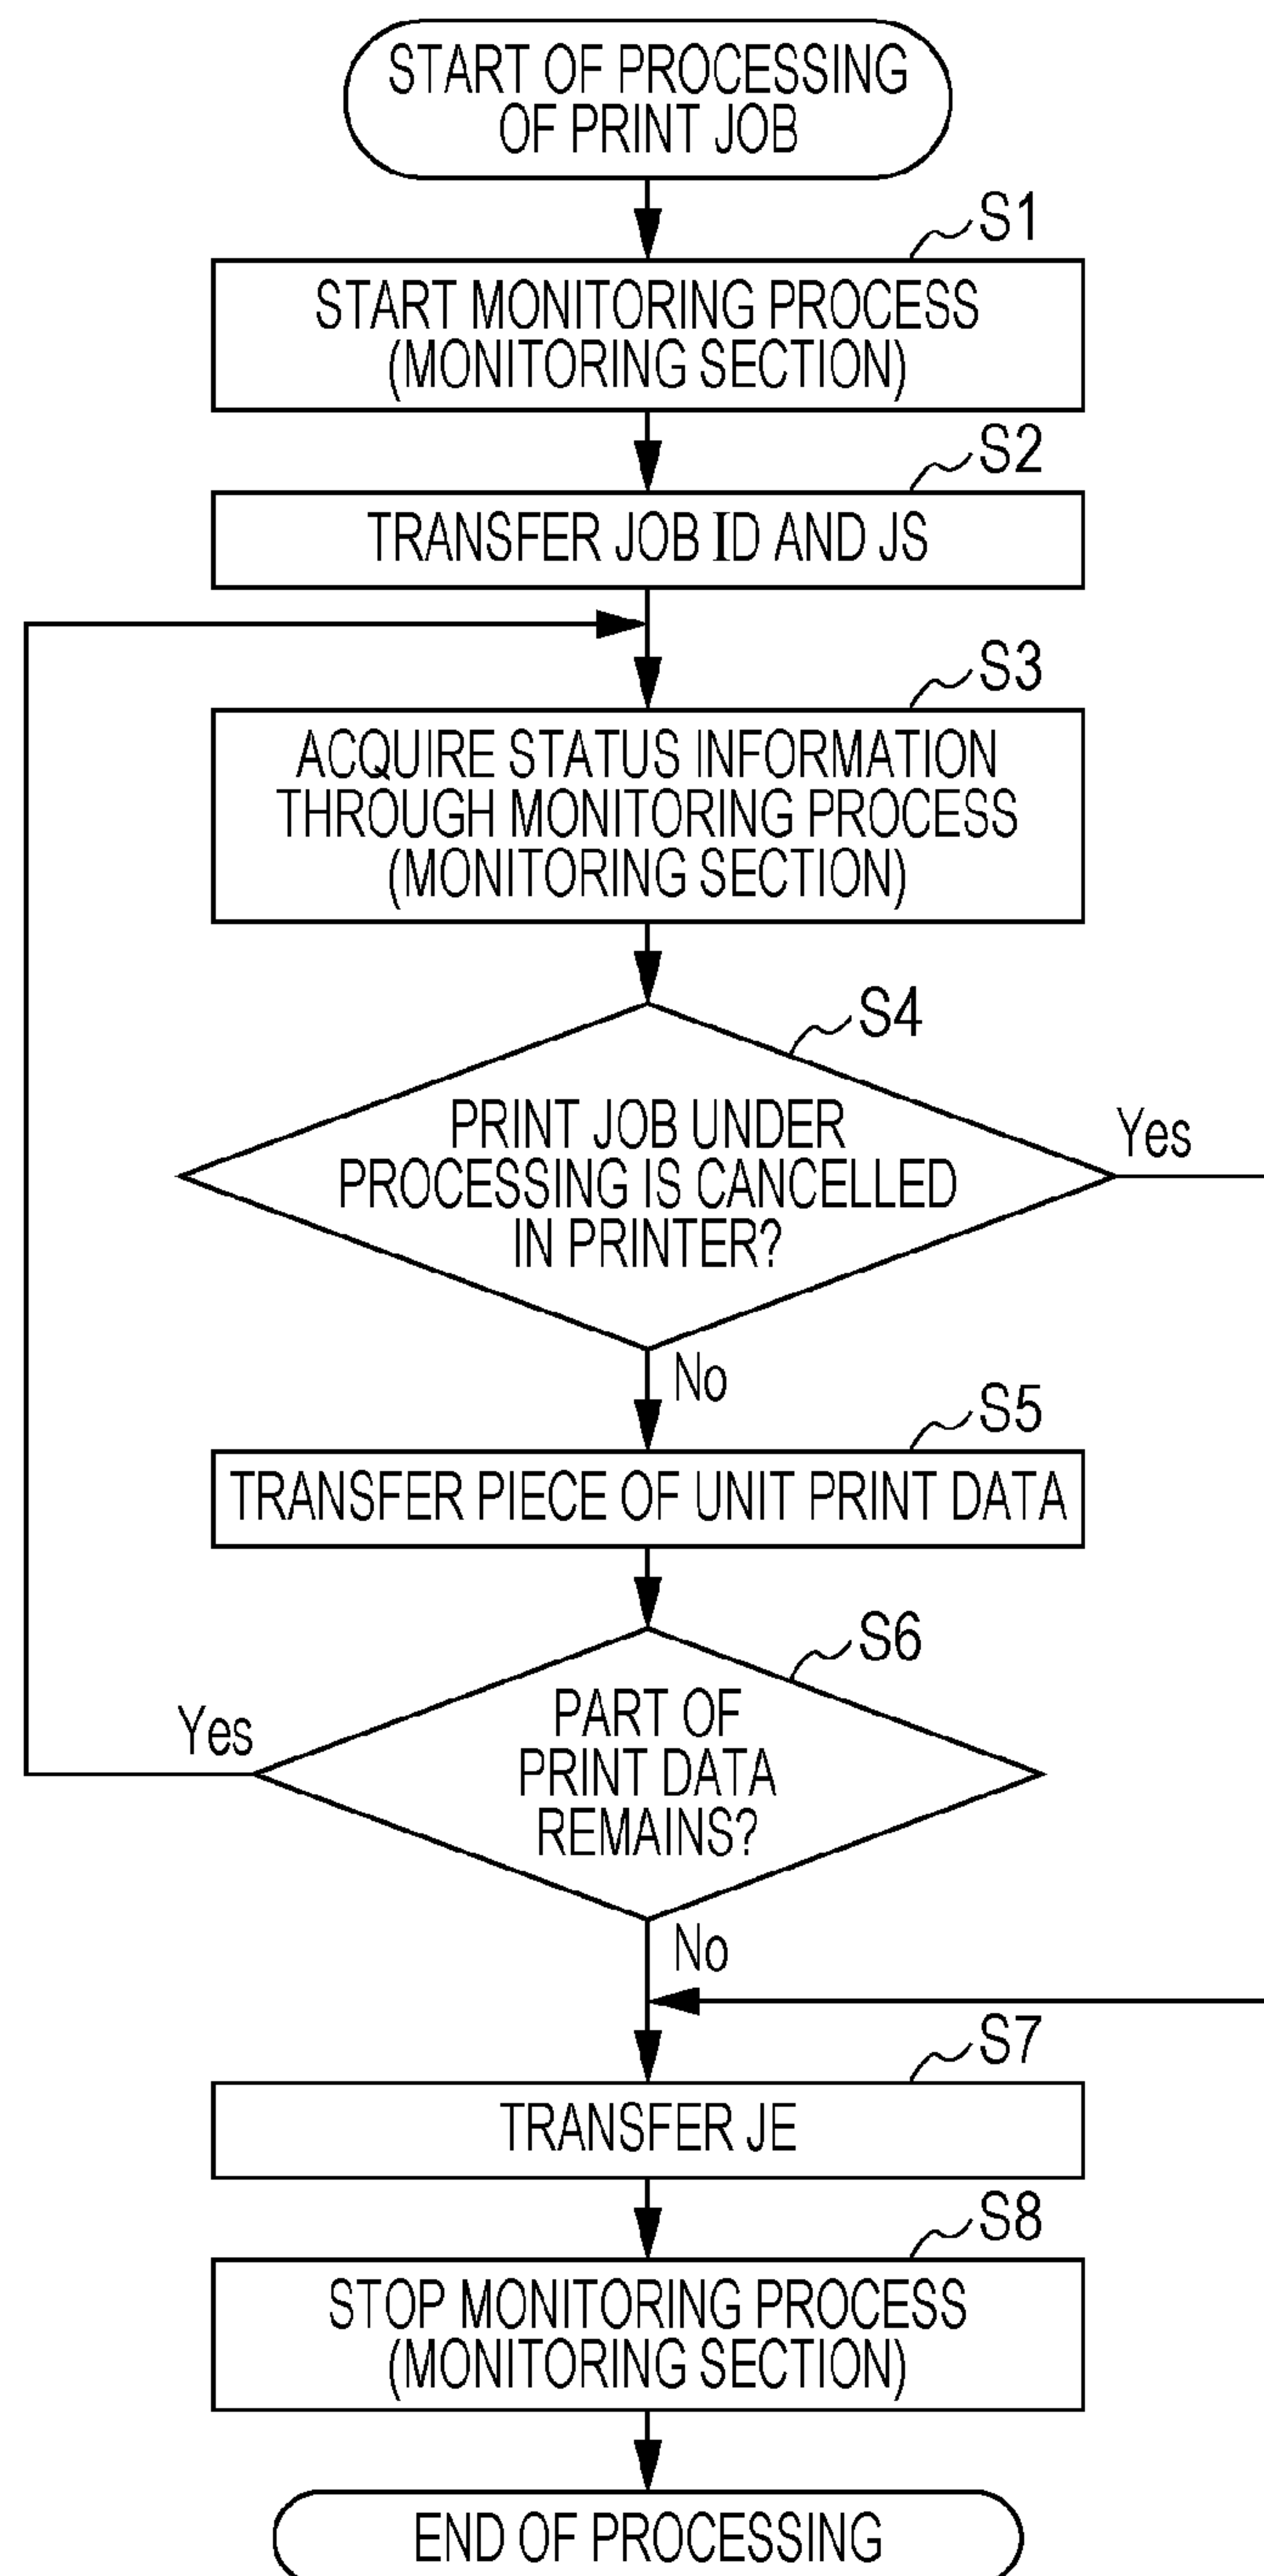 START OF PROCESSING
OF PRINT JOB
S1
START MONITORING PROCESS
(MONITORING SECTION)
S2
TRANSFER JOB ID AND JS
S3
ACQUIRE STATUS INFORMATION
THROUGH MONITORING PROCESS
(MONITORING SECTION)
S4
PRINT JOB UNDER
PROCESSING IS CANCELLED
IN PRINTER?
Yes
No
S5
TRANSFER PIECE OF UNIT PRINT DATA
S6
PART OF
PRINT DATA
REMAINS?
Yes
No
S7
TRANSFER JE
S8
STOP MONITORING PROCESS
(MONITORING SECTION)
END OF PROCESSING